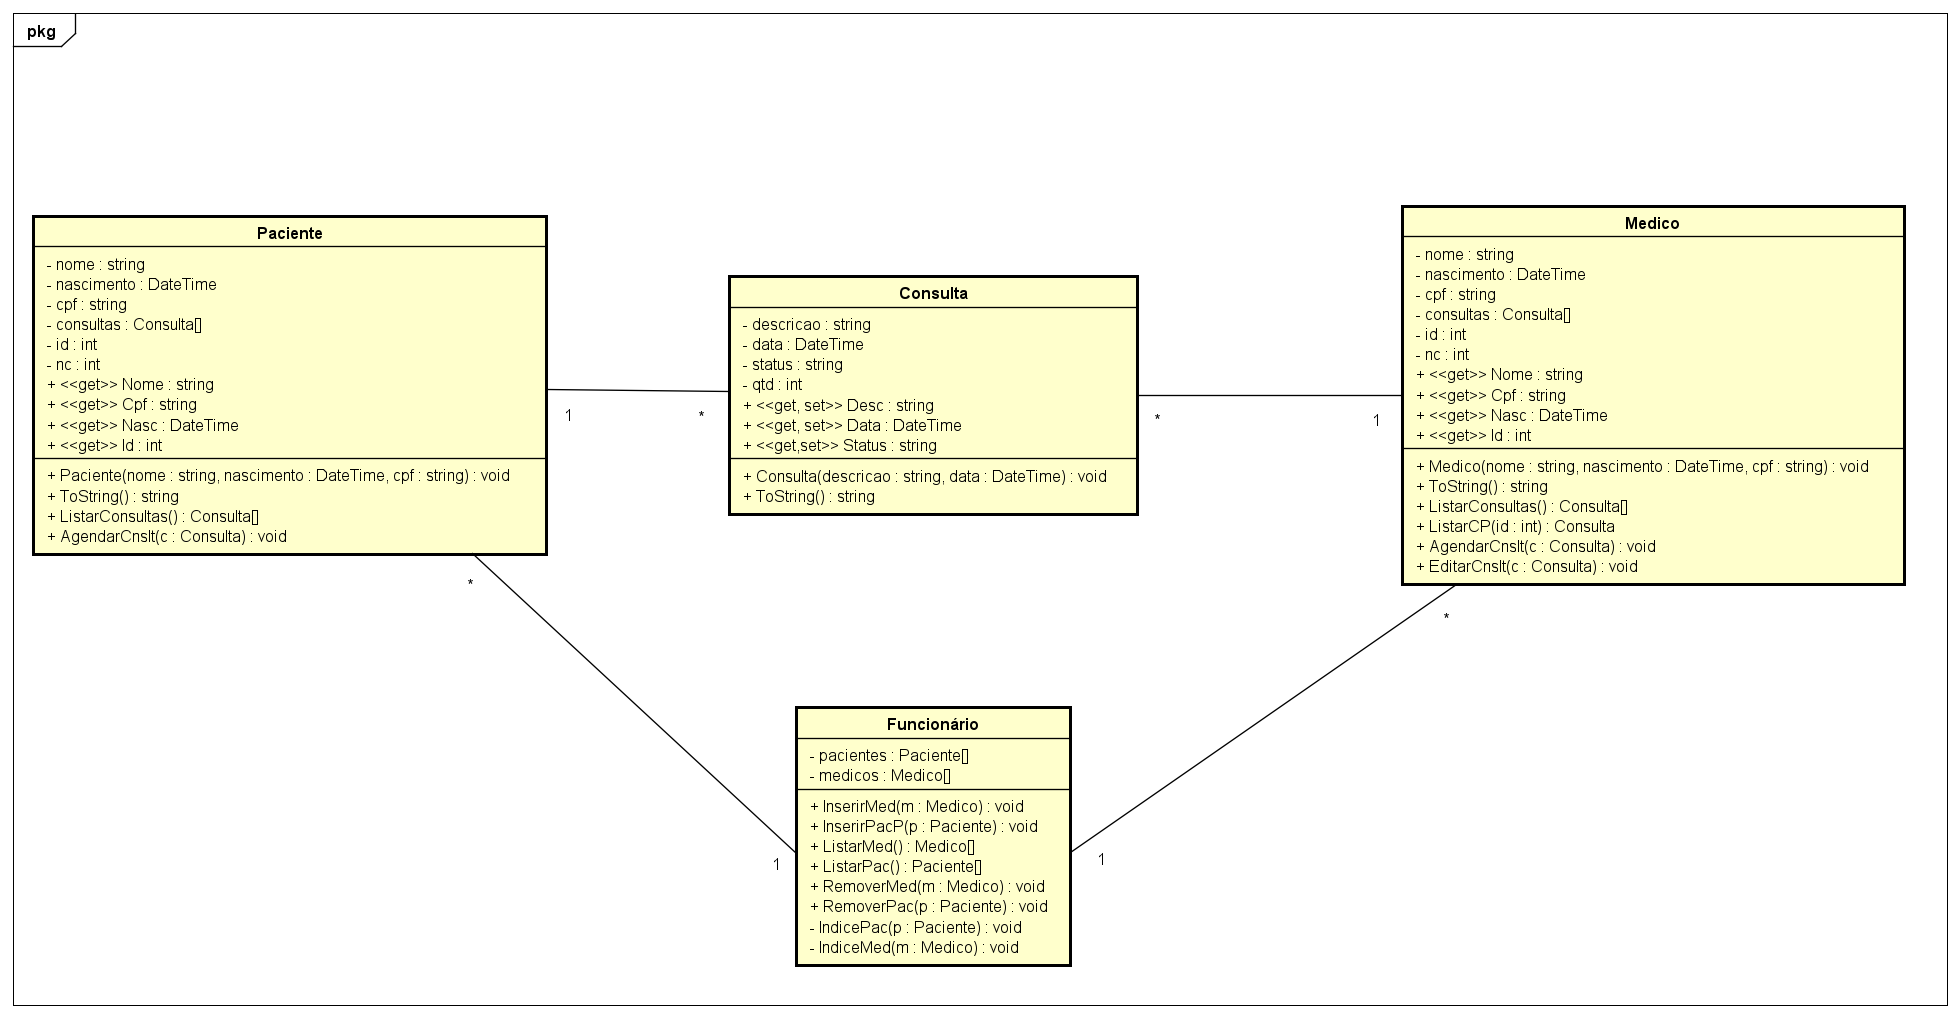 pkg
Paciente
- nome : string
- nascimento : DateTime
- cpf : string
- consultas : Consulta[]
- id : int
- nc : int
+ <<get>> Nome : string
+ <<get>> Cpf : string
+ <<get>> Nasc : DateTime
+ <<get>> Id : int
+ Paciente(nome : string, nascimento : DateTime, cpf : string) : void
+ ToString() : string
+ ListarConsultas() : Consulta[]
+ AgendarCnslt(c : Consulta) : void
1
*
Consulta
- descricao : string
- data : DateTime
- status : string
- qtd : int
+ <<get, set>> Desc : string
+ <<get, set>> Data : DateTime
+ <<get,set>> Status : string
+ Consulta(descricao : string, data : DateTime) : void
+ ToString() : string
*
1
Medico
- nome : string
- nascimento : DateTime
- cpf : string
- consultas : Consulta[]
- id : int
- nc : int
+ <<get>> Nome : string
+ <<get>> Cpf : string
+ <<get>> Nasc : DateTime
+ <<get>> Id : int
+ Medico(nome : string, nascimento : DateTime, cpf : string) : void
+ ToString() : string
+ ListarConsultas() : Consulta[]
+ ListarCP(id : int) : Consulta
+ AgendarCnslt(c : Consulta) : void
+ EditarCnslt(c : Consulta) : void
*
*
Funcionário
- pacientes : Paciente[]
- medicos : Medico[]
+ InserirMed(m : Medico) : void
+ InserirPacP(p : Paciente) : void
+ ListarMed() : Medico[]
+ ListarPac() : Paciente[]
+ RemoverMed(m : Medico) : void
+ RemoverPac(p : Paciente) : void
- IndicePac(p : Paciente) : void
- IndiceMed(m : Medico) : void
1
1